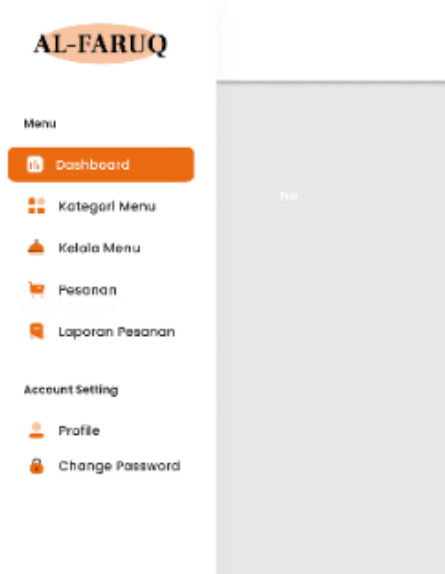 AL-FARUQ
Menu
Dashboard
Kategori Menu
Kelola Menu
Pesanan
Laporan Pesanan
No
Account Setting
Profile
Change Password